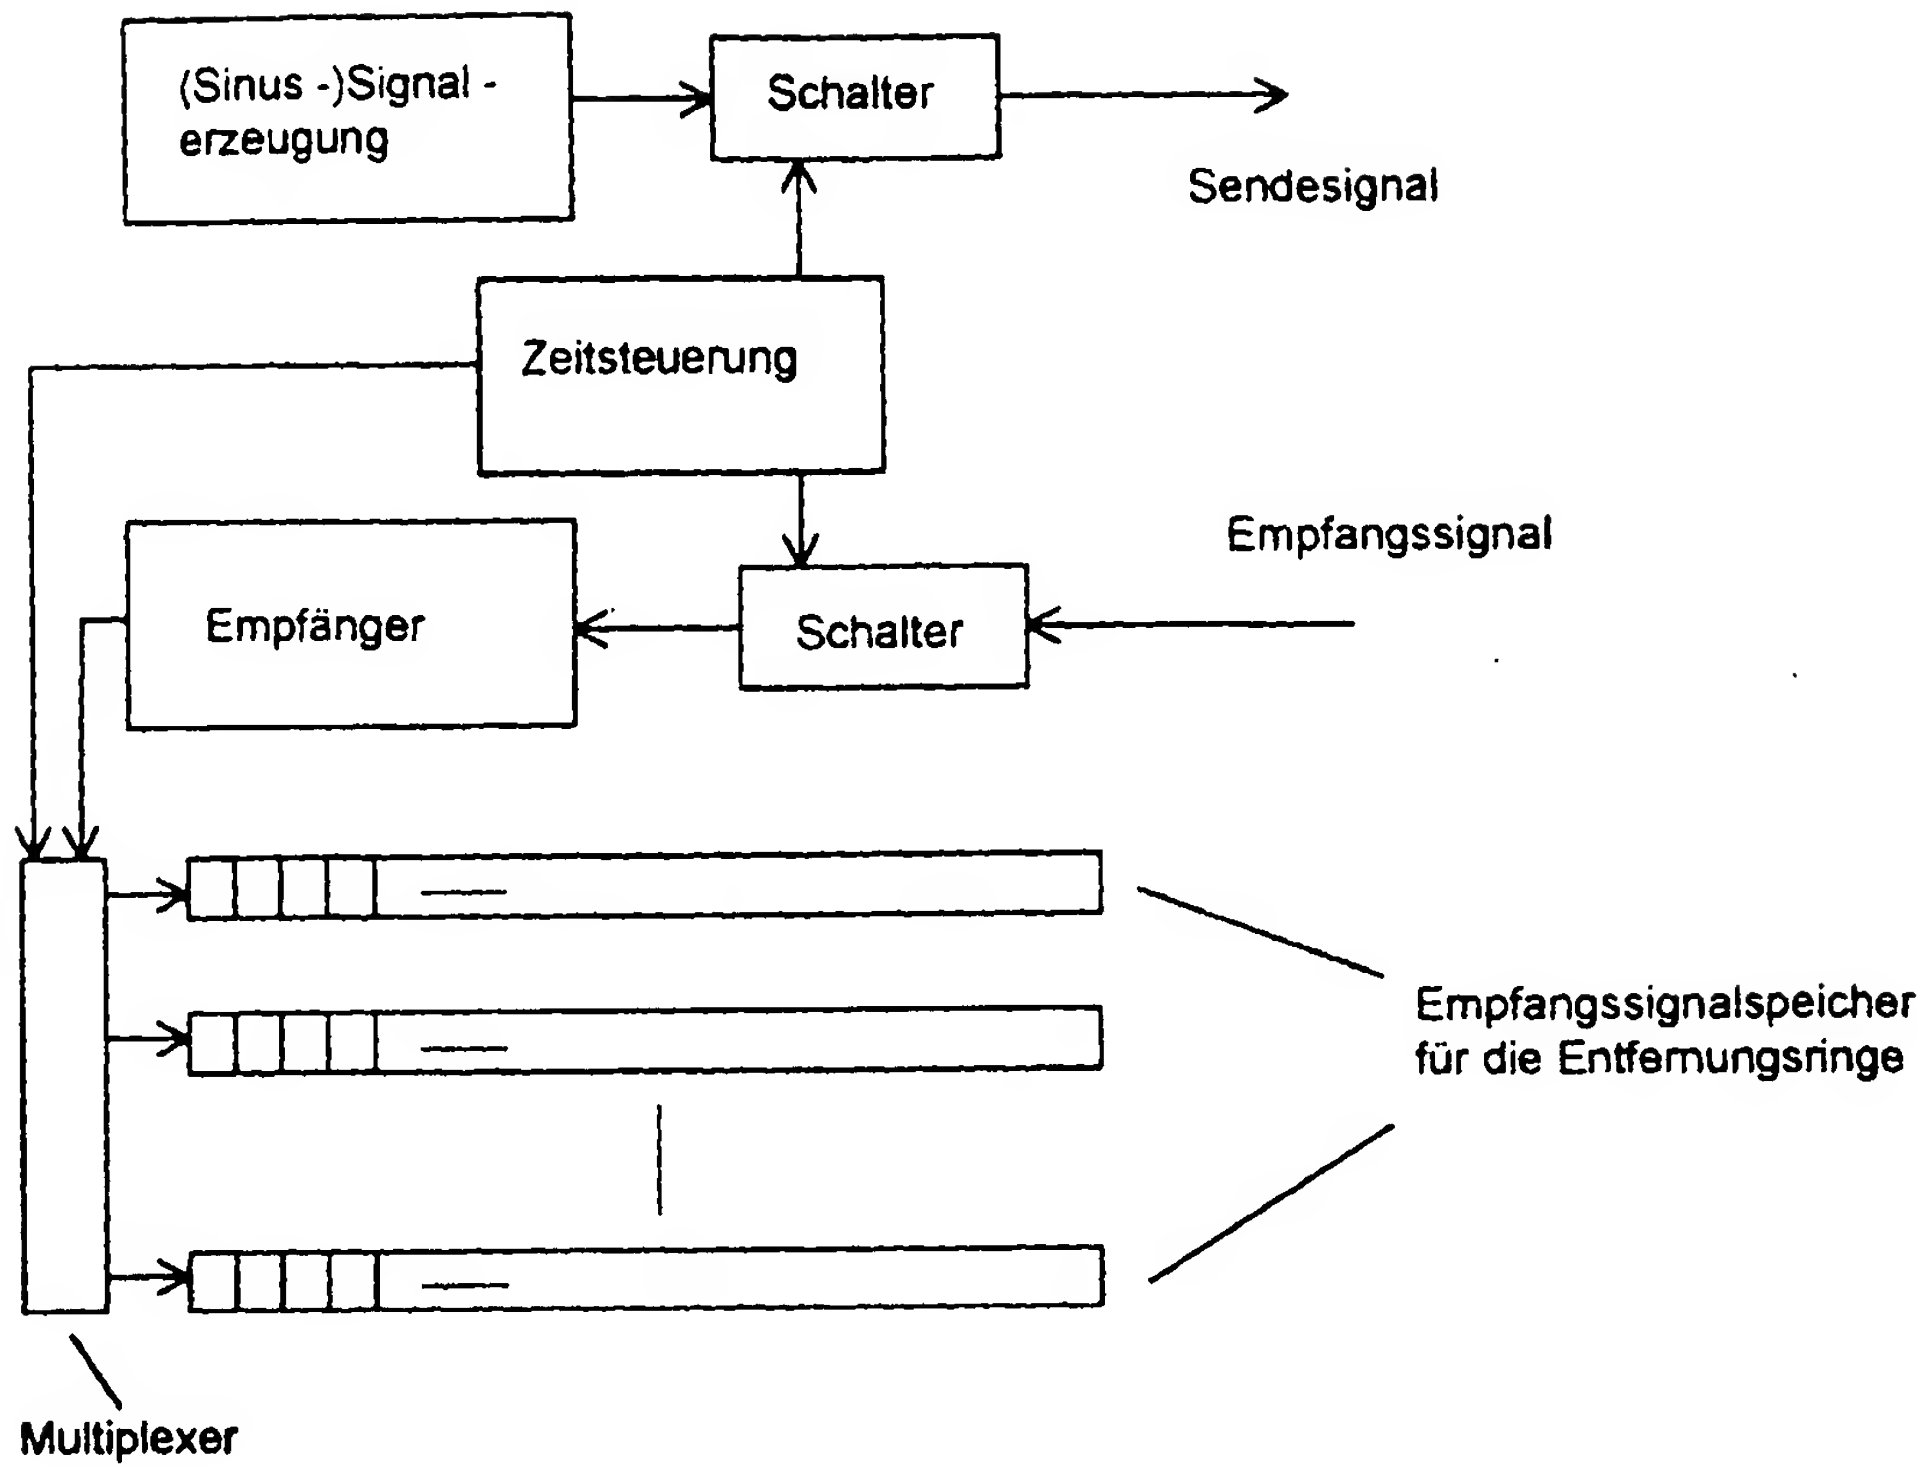 (Sinus -)Signal -
erzeugung
Schalter
Sendesignal
Zeitsteuerung
Empfangssignal
Empfänger
Schalter
Empfangssignalspeicher
für die Entfernungsringe
Multiplexer